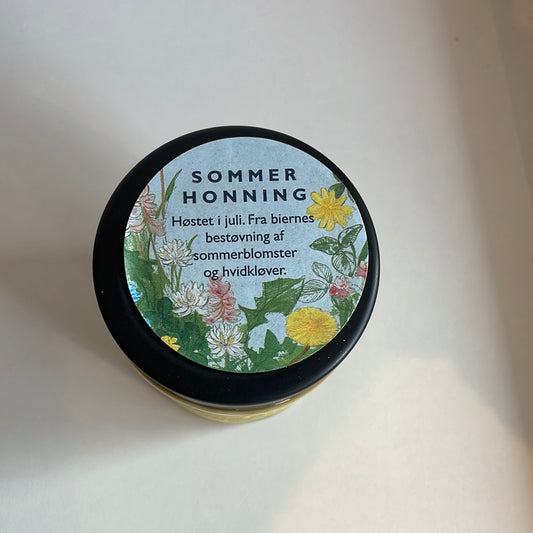 SOMMER
HONNING
Høstet i juli. Fra biernes
bestøvning af
sommerblomster
og hvidkløver.